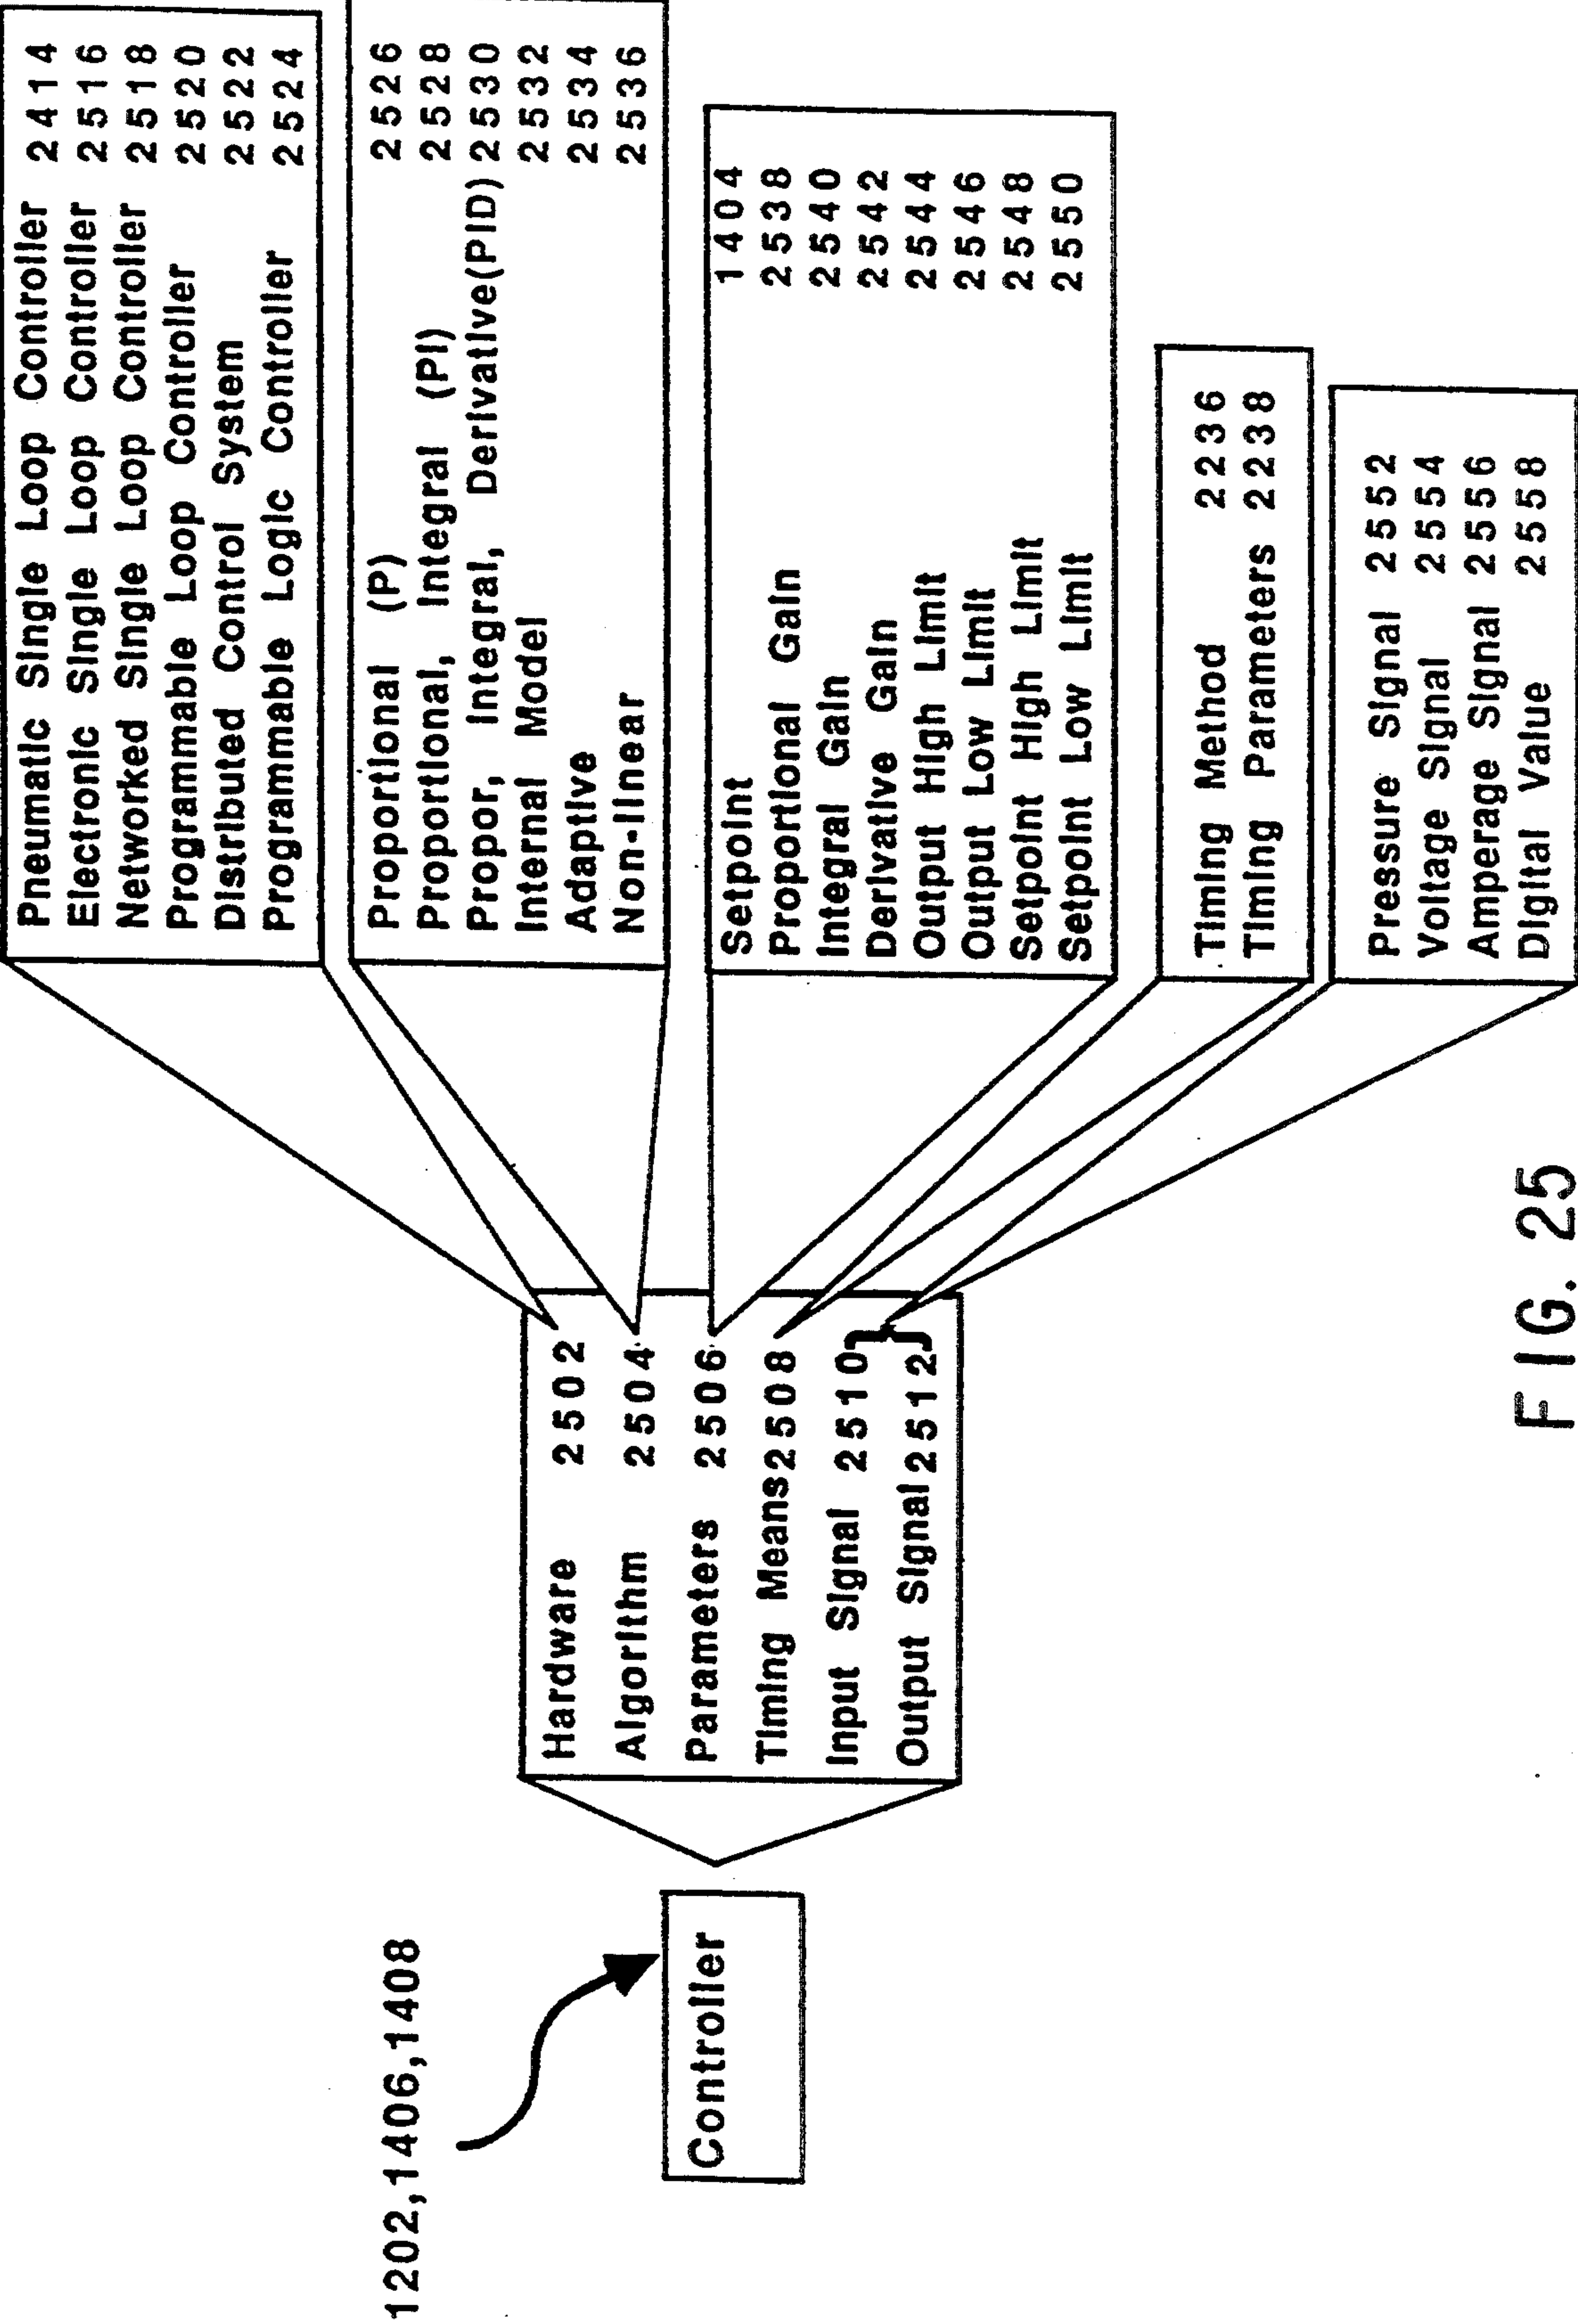 1202,1406,1408
Controller
Hardware 2502
Algorithm 2504
Parameters 2506
Timing Means 2508
Input Signal 2510
Output Signal 2512
Pneumatic Single Loop Controller 2414
Electronic Single Loop Controller 2516
Networked Single Loop Controller 2518
Programmable Loop Controller 2520
Distributed Control System 2522
Programmable Logic Controller 2524
Proportional (P) 2526
Proportional, Integral (PI) 2528
Propor, Integral, Derivative(PID) 2530
Internal Model 2532
Adaptive 2534
Non-linear 2536
Setpoint 1404
Proportional Gain 2538
Integral Gain 2540
Derivative Gain 2542
Output High Limit 2544
Output Low Limit 2546
Setpoint High Limit 2548
Setpoint Low Limit 2550
Timing Method 2236
Timing Parameters 2238
Pressure Signal 2552
Voltage Signal 2554
Amperage Signal 2556
Digital Value 2558
FIG. 25